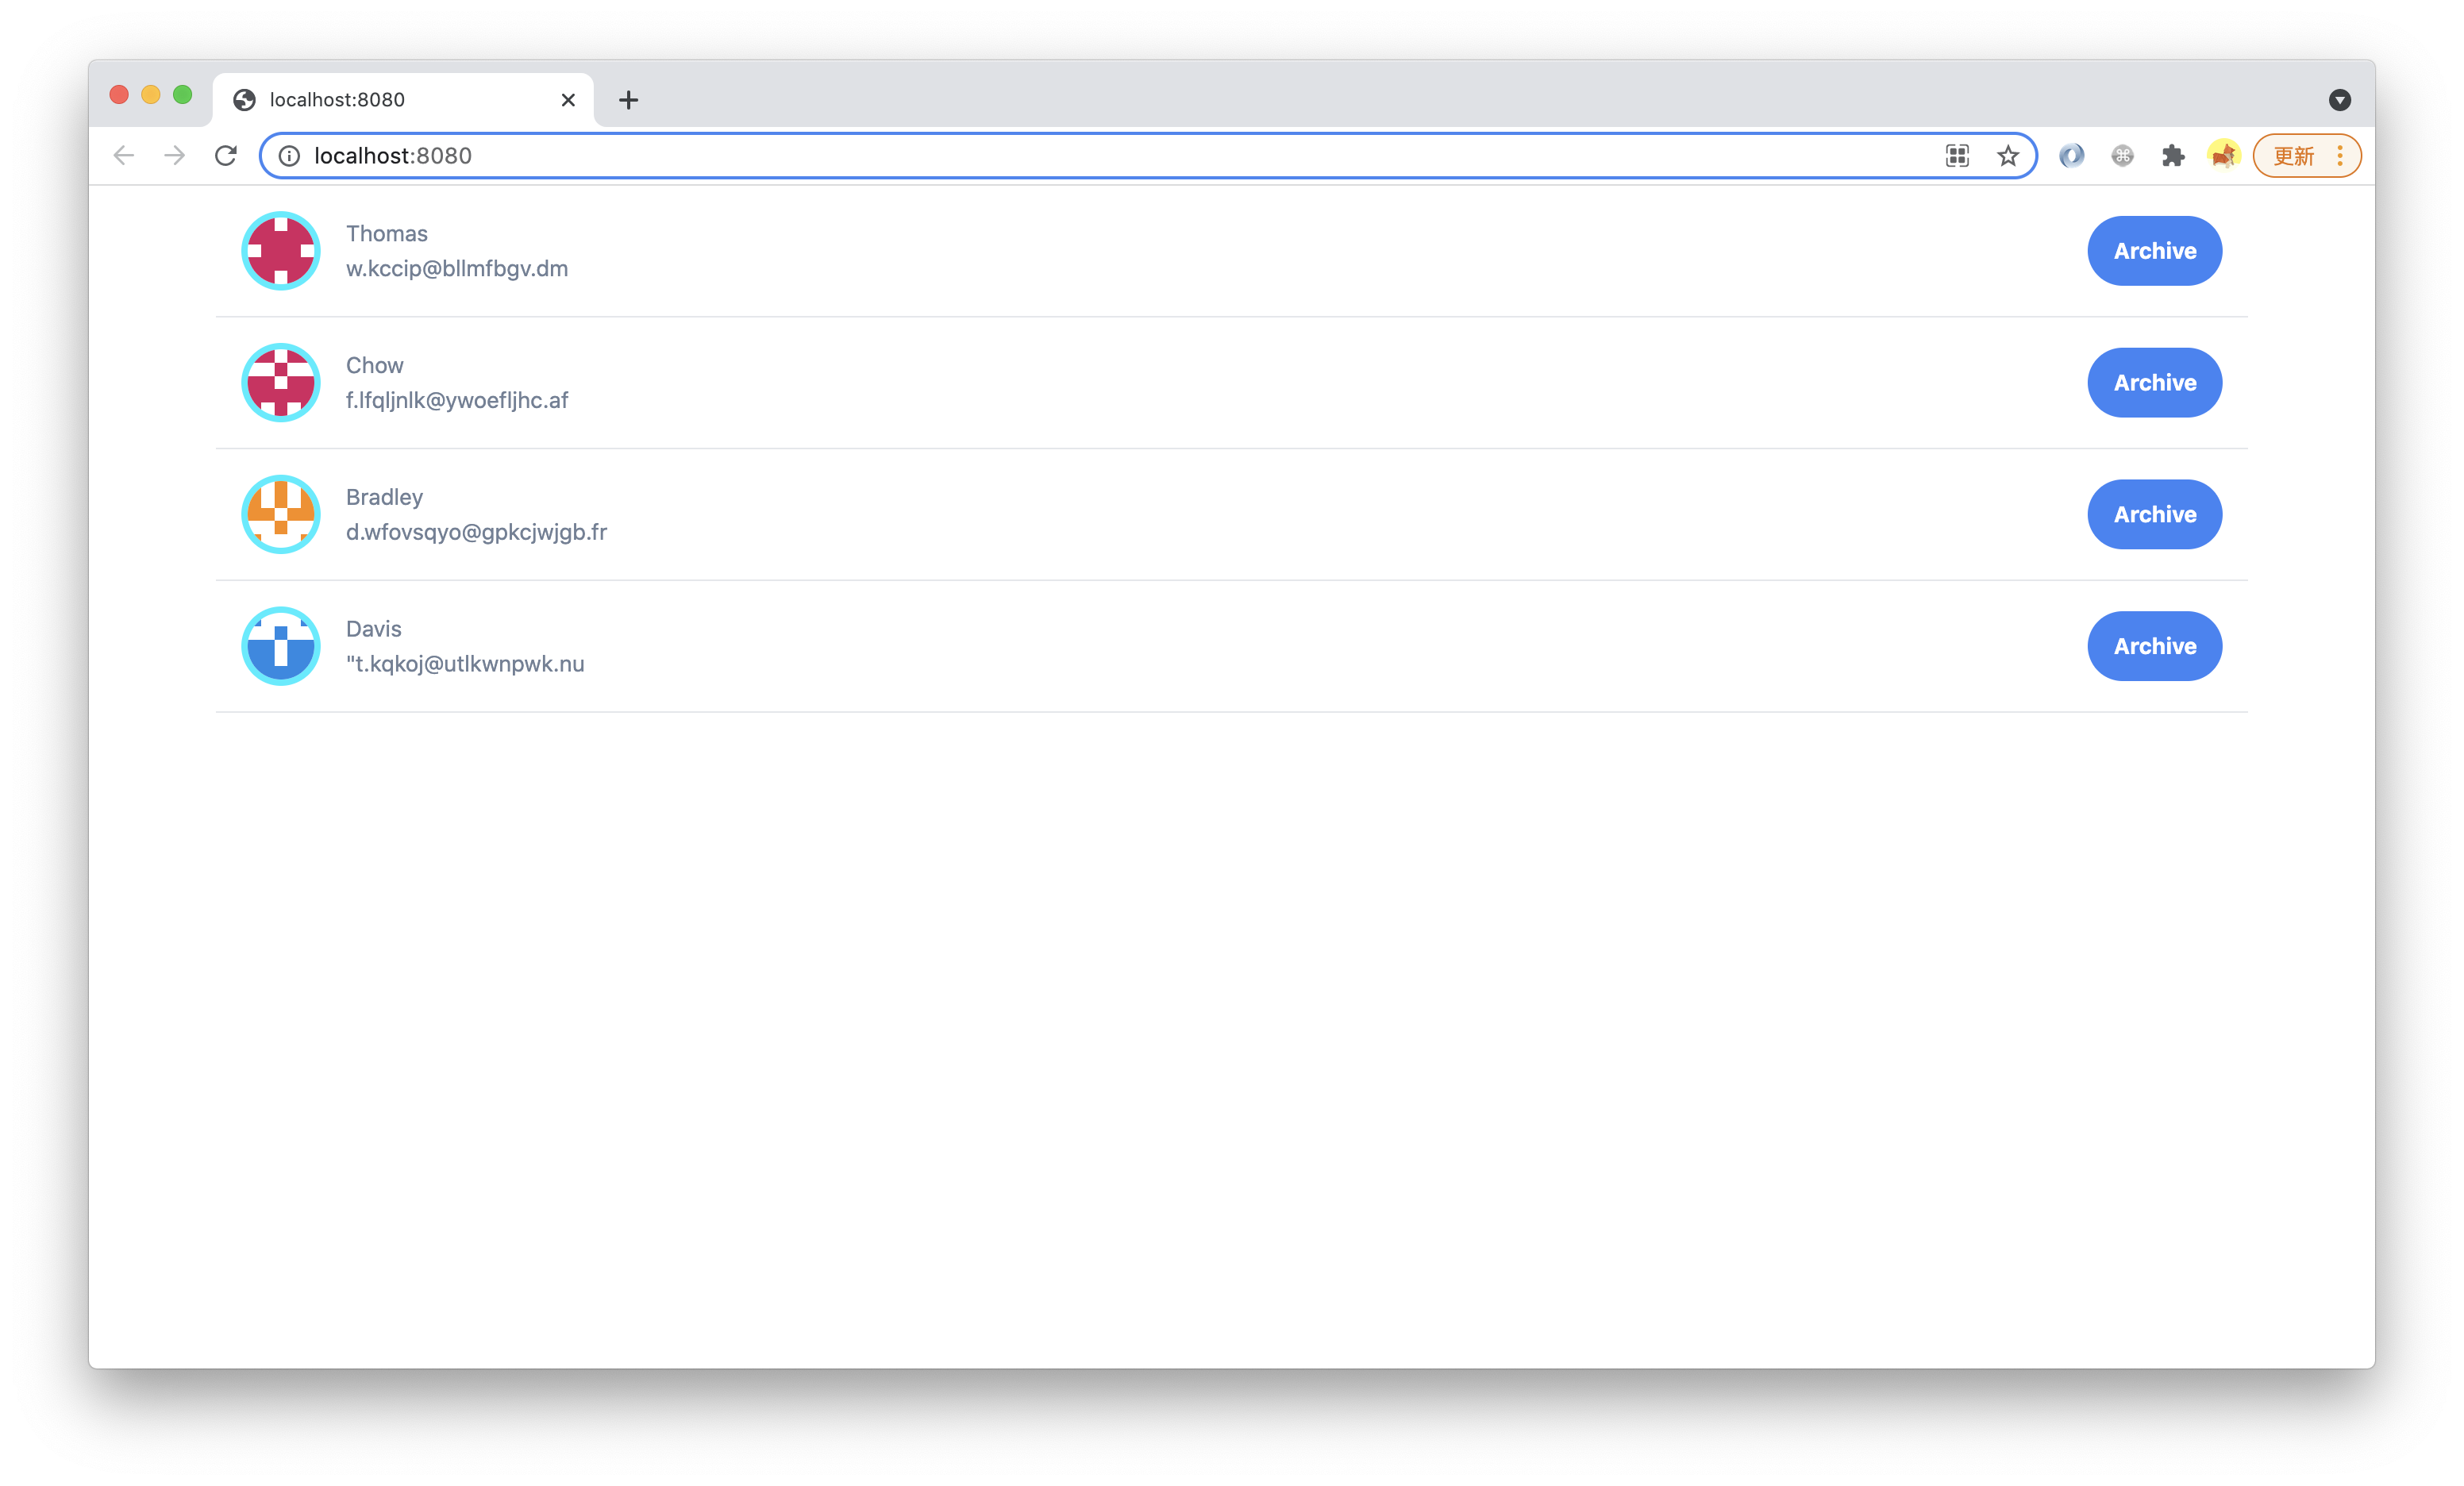 localhost:8080
localhost:8080
更新
Thomas
w.kccip@bllmfbgv.dm
Archive
Chow
f.lfqljnlk@ywoefljhc.af
Archive
Bradley
d.wfovsqyo@gpkcjwjgb.fr
Archive
Davis
"t.kqkoj@utlkwnpwk.nu
Archive